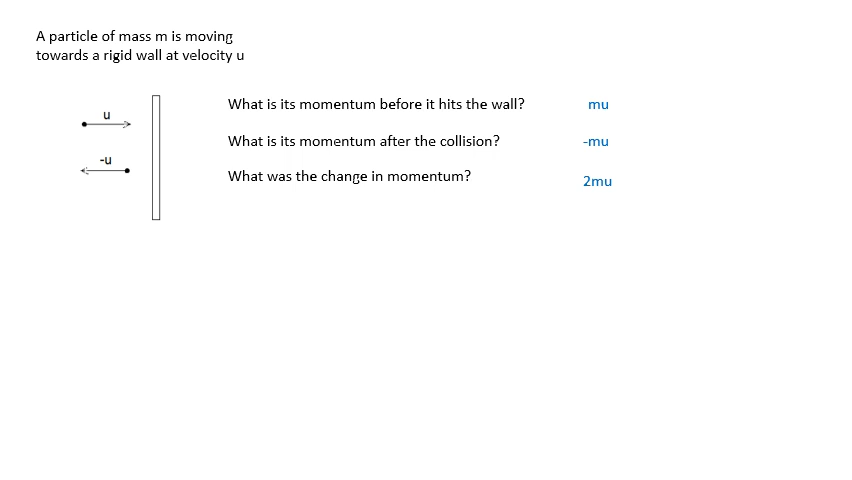 A particle of mass m is moving
towards a rigid wall at velocity u
What is its momentum before it hits the wall? mu
u
What is its momentum after the collision? -mu
-u
What was the change in momentum? 2mu